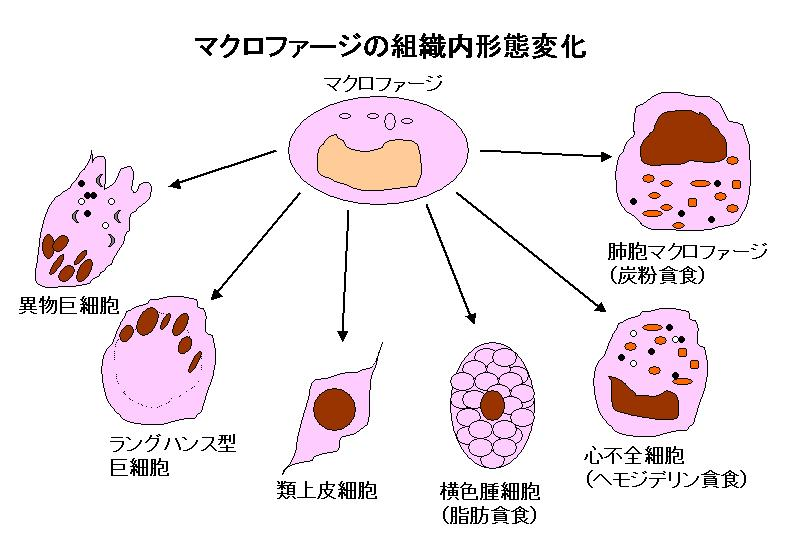 マクロファージの組織内形態変化
マクロファージ
肺胞マクロファージ
（炭粉貪食）
異物巨細胞
ラングハンス型
巨細胞
類上皮細胞
横色腫細胞
（脂肪貪食）
心不全細胞
（ヘモジデリン貪食）